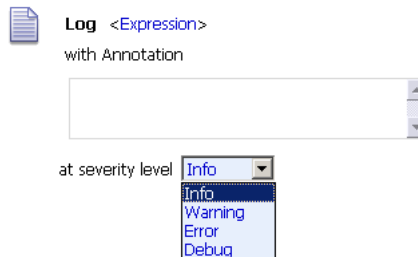 Log <Expression>
with Annotation
at severity level Info
Info
Warning
Error
Debug